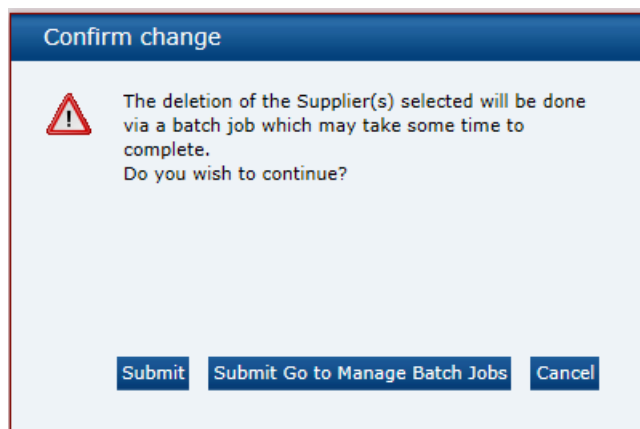 Confirm change
The deletion of the Supplier(s) selected will be done
via a batch job which may take some time to
complete.
Do you wish to continue?
Submit
Submit Go to Manage Batch Jobs
Cancel